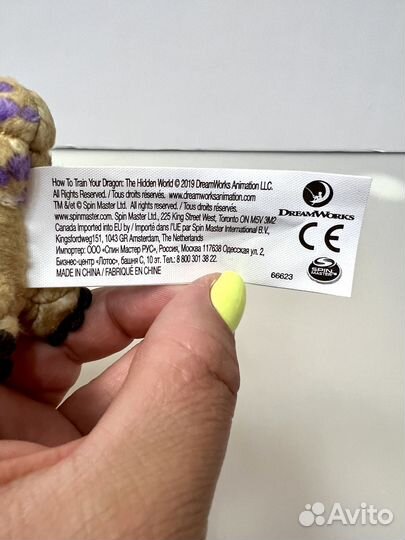 How To Train Your Dragon: The Hidden World © 2019 DreamWorks Animation LLC.
All Rights Reserved. / Tous droits réservés. www.dreamworks.animation.com
TM &/et © Spin Master Ltd. All rights reserved. / Tous droits réservés.
www.spinmaster.com. Spin Master Ltd., 225 King Street West, Toronto ON M5V 3M2
Canada Imported into EU by / Importé dans l'UE par Spin Master International B.V.,
Kingsfordweg151, 1043 GR Amsterdam, The Netherlands
Импортер: ООО «Спин Мастер РУС», Россия, Москва 117638 Одесская ул. 2,
Бизнес-центр «Лотос», башня С, 10 эт. Тел.: 8 800 301 38 22.
MADE IN CHINA / FABRIQUÉ EN CHINE
66623
DREAMWORKS
CE
SPIN
MASTER
Avito